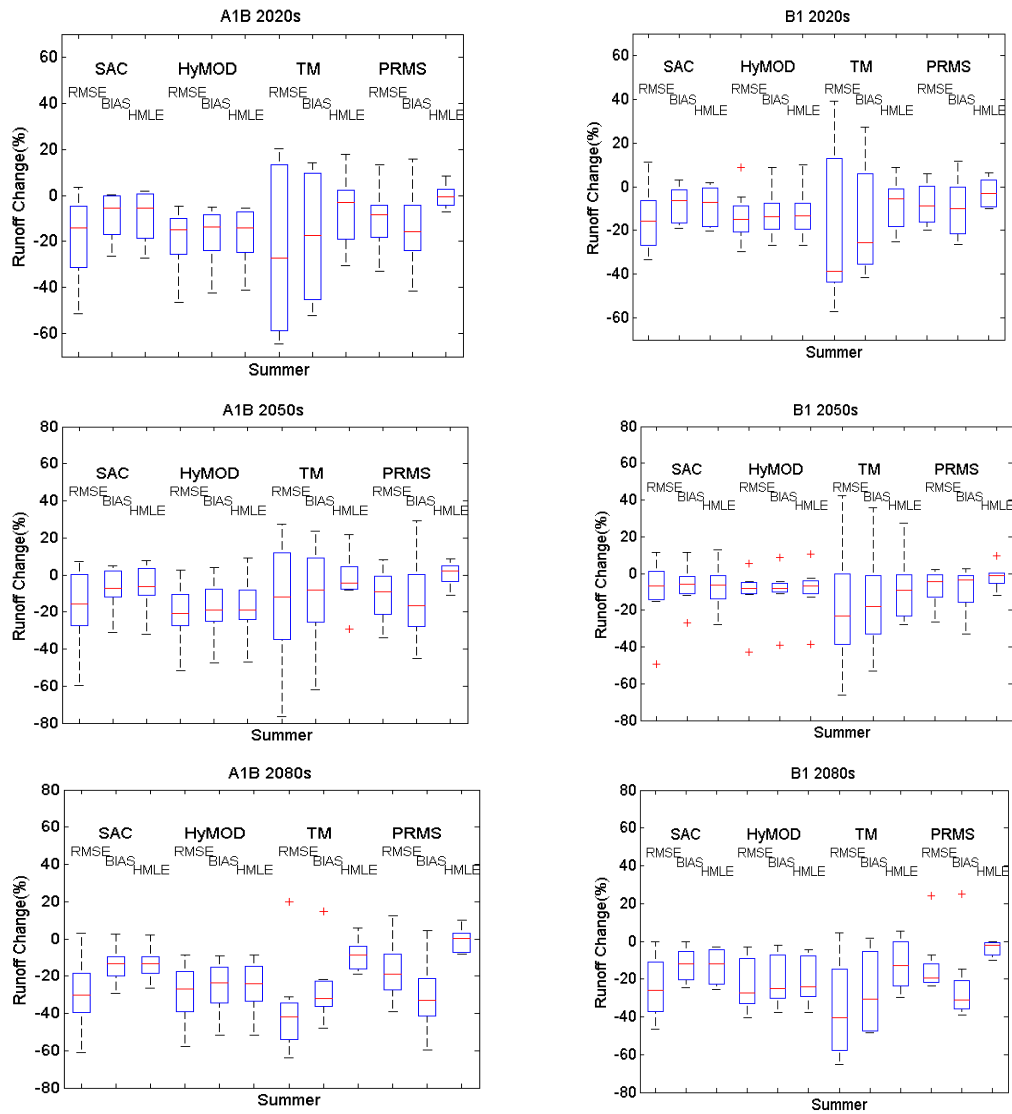 A1B 2020s
60
40
20
0
-20
-40
-60
Runoff Change(%)
SAC HyMOD TM PRMS
RMSE BIAS HMLE RMSE BIAS HMLE RMSE BIAS HMLE RMSE BIAS HMLE
Summer
B1 2020s
60
40
20
0
-20
-40
-60
Runoff Change(%)
SAC HyMOD TM PRMS
RMSE BIAS HMLE RMSE BIAS HMLE RMSE BIAS HMLE RMSE BIAS HMLE
Summer
A1B 2050s
80
60
40
20
0
-20
-40
-60
-80
Runoff Change(%)
SAC HyMOD TM PRMS
RMSE BIAS HMLE RMSE BIAS HMLE RMSE BIAS HMLE RMSE BIAS HMLE
Summer
B1 2050s
80
60
40
20
0
-20
-40
-60
-80
Runoff Change(%)
SAC HyMOD TM PRMS
RMSE BIAS HMLE RMSE BIAS HMLE RMSE BIAS HMLE RMSE BIAS HMLE
Summer
A1B 2080s
80
60
40
20
0
-20
-40
-60
-80
Runoff Change(%)
SAC HyMOD TM PRMS
RMSE BIAS HMLE RMSE BIAS HMLE RMSE BIAS HMLE RMSE BIAS HMLE
Summer
B1 2080s
80
60
40
20
0
-20
-40
-60
-80
Runoff Change(%)
SAC HyMOD TM PRMS
RMSE BIAS HMLE RMSE BIAS HMLE RMSE BIAS HMLE RMSE BIAS HMLE
Summer